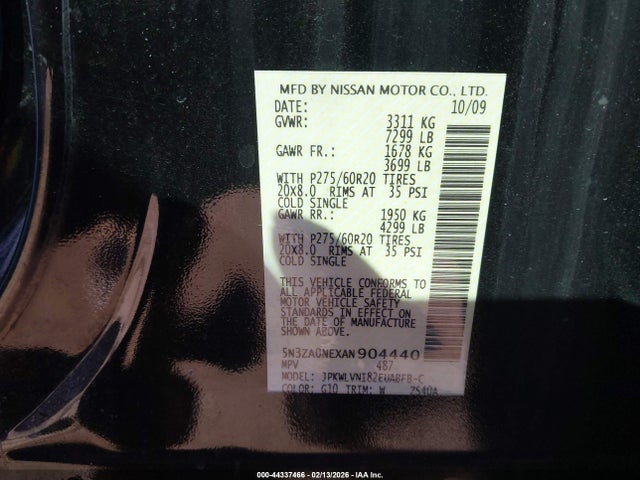 MFD BY NISSAN MOTOR CO., LTD.
DATE: 10/09
GVWR: 3311 KG
7299 LB
GAWR FR.: 1678 KG
3699 LB
WITH P275/60R20 TIRES
20X8.0 RIMS AT 35 PSI
COLD SINGLE
GAWR RR.: 1950 KG
4299 LB
WITH P275/60R20 TIRES
20X8.0 RIMS AT 35 PSI
COLD SINGLE
THIS VEHICLE CONFORMS TO
ALL APPLICABLE FEDERAL
MOTOR VEHICLE SAFETY
STANDARDS IN EFFECT ON
THE DATE OF MANUFACTURE
SHOWN ABOVE.
5N3ZA0NEXAN904440
MPV 487
MODEL: JPKWLVN182EUABFB-C
COLOR: G10 TRIM: W 2540A
000-44337466 - 02/13/2026 - IAA Inc.